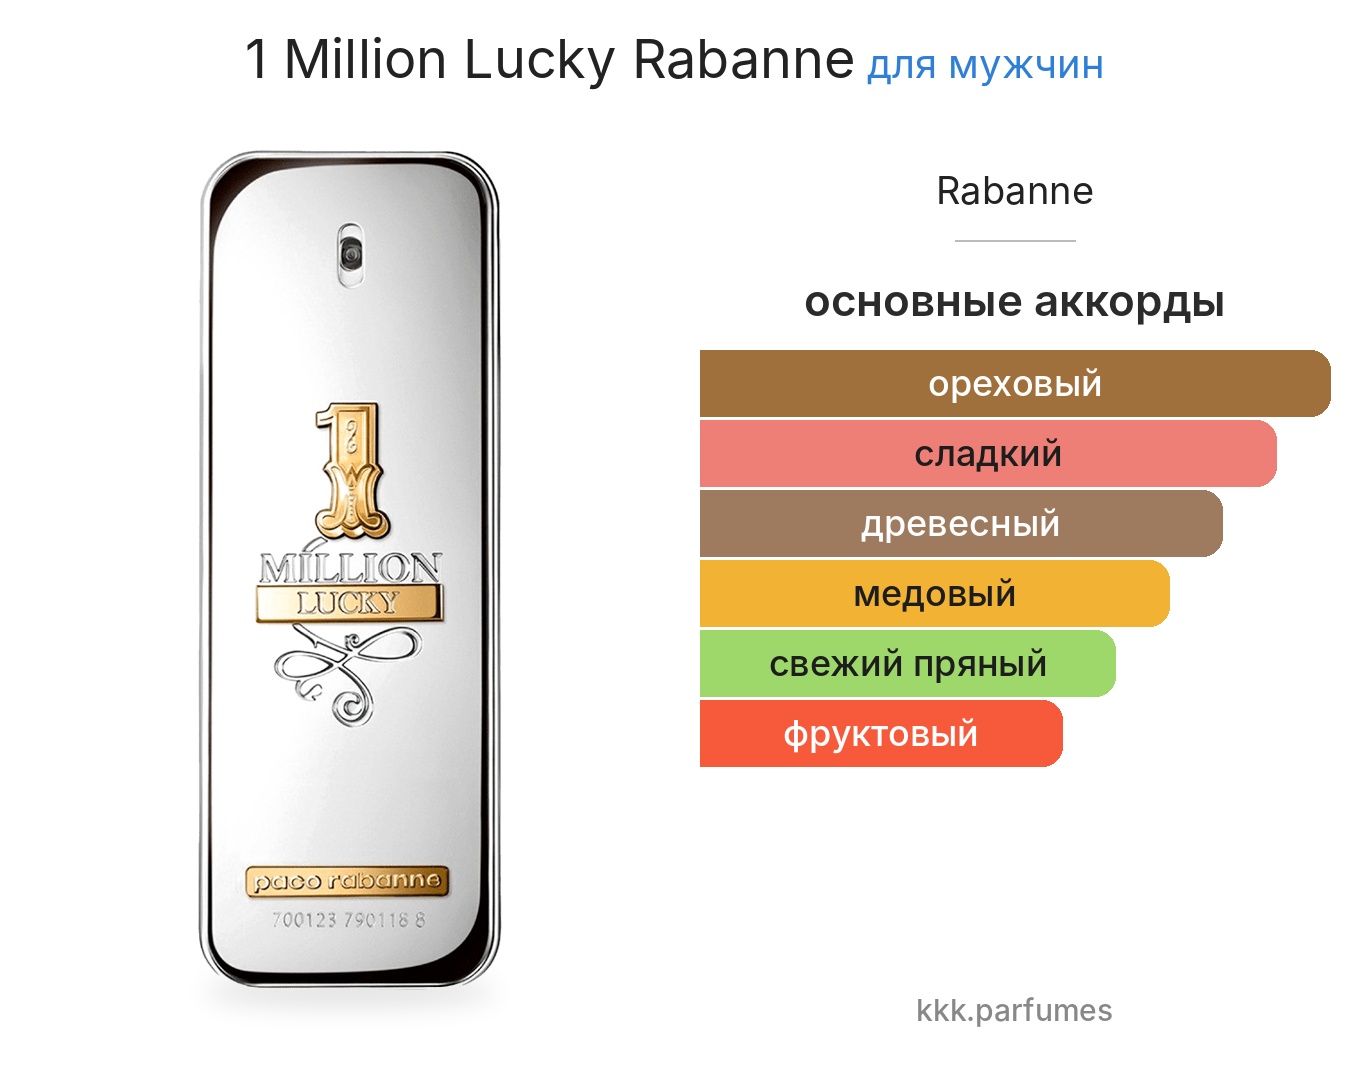 1 Million Lucky Rabanne для мужчин
Rabanne
основные аккорды
ореховый
сладкий
древесный
медовый
свежий пряный
фруктовый
1
MILLION
LUCKY
paco rabanne
700123 790118 8
kkk.parfumes